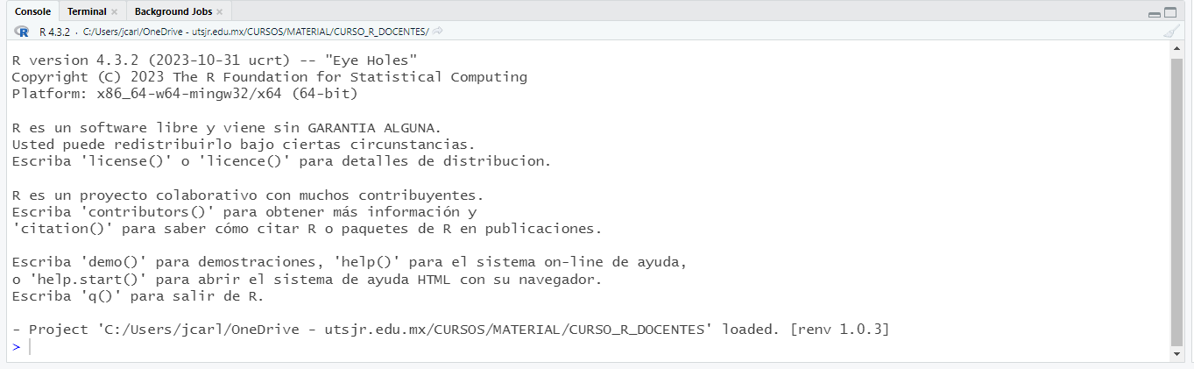 Console Terminal × Background Jobs ×
R 4.3.2 · C:/Users/jcarl/OneDrive - utsjr.edu.mx/CURSOS/MATERIAL/CURSO_R_DOCENTES/
R version 4.3.2 (2023-10-31 ucrt) -- "Eye Holes"
Copyright (C) 2023 The R Foundation for Statistical Computing
Platform: x86_64-w64-mingw32/x64 (64-bit)
R es un software libre y viene sin GARANTIA ALGUNA.
Usted puede redistribuirlo bajo ciertas circunstancias.
Escriba 'license()' o 'licence()' para detalles de distribucion.
R es un proyecto colaborativo con muchos contribuyentes.
Escriba 'contributors()' para obtener más información y
'citation()' para saber cómo citar R o paquetes de R en publicaciones.
Escriba 'demo()' para demostraciones, 'help()' para el sistema on-line de ayuda,
o 'help.start()' para abrir el sistema de ayuda HTML con su navegador.
Escriba 'q()' para salir de R.
- Project 'C:/Users/jcarl/OneDrive - utsjr.edu.mx/CURSOS/MATERIAL/CURSO_R_DOCENTES' loaded. [renv 1.0.3]
>